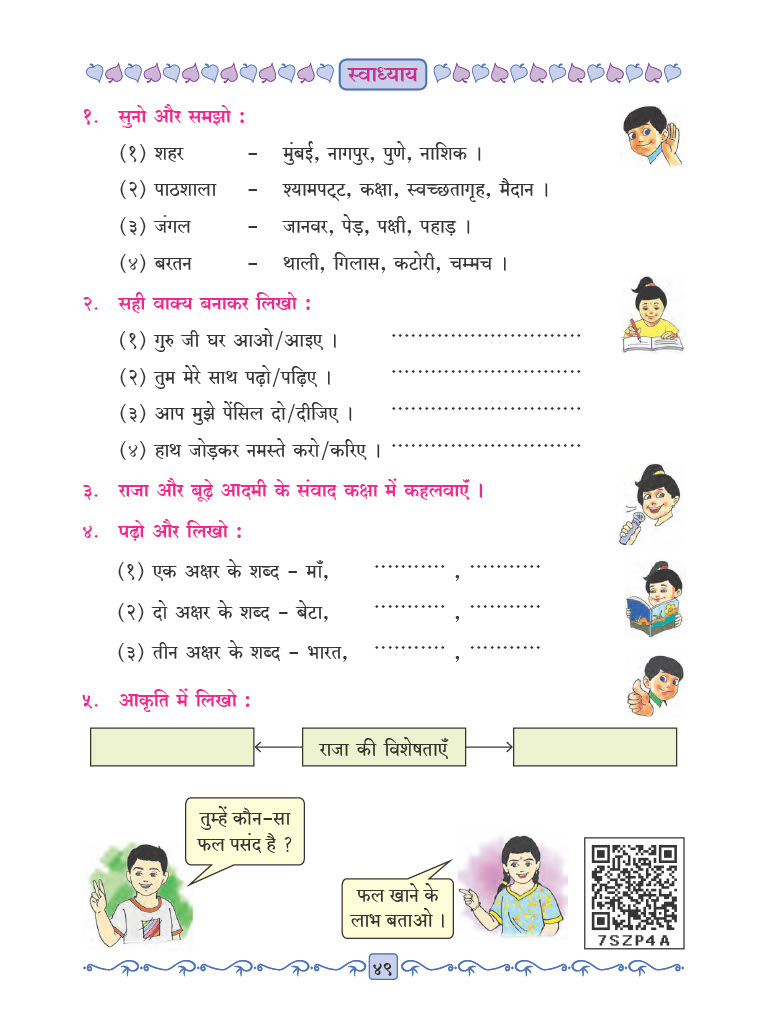 स्वाध्याय
१. सुनो और समझो :
(१) शहर – मुंबई, नागपुर, पुणे, नाशिक ।
(२) पाठशाला – श्यामपट्ट, कक्षा, स्वच्छतागृह, मैदान ।
(३) जंगल – जानवर, पेड़, पक्षी, पहाड़ ।
(४) बरतन – थाली, गिलास, कटोरी, चम्मच ।
२. सही वाक्य बनाकर लिखो :
(१) गुरु जी घर आओ/आइए । ............................
(२) तुम मेरे साथ पढ़ो/पढ़िए । ............................
(३) आप मुझे पेंसिल दो/दीजिए । ............................
(४) हाथ जोड़कर नमस्ते करो/करिए । ............................
३. राजा और बूढ़े आदमी के संवाद कक्षा में कहलवाएँ ।
४. पढ़ो और लिखो :
(१) एक अक्षर के शब्द – माँ, ........... , ...........
(२) दो अक्षर के शब्द – बेटा, ........... , ...........
(३) तीन अक्षर के शब्द – भारत, ........... , ...........
५. आकृति में लिखो :
राजा की विशेषताएँ
तुम्हें कौन-सा
फल पसंद है ?
फल खाने के
लाभ बताओ ।
7SZP4A
४९